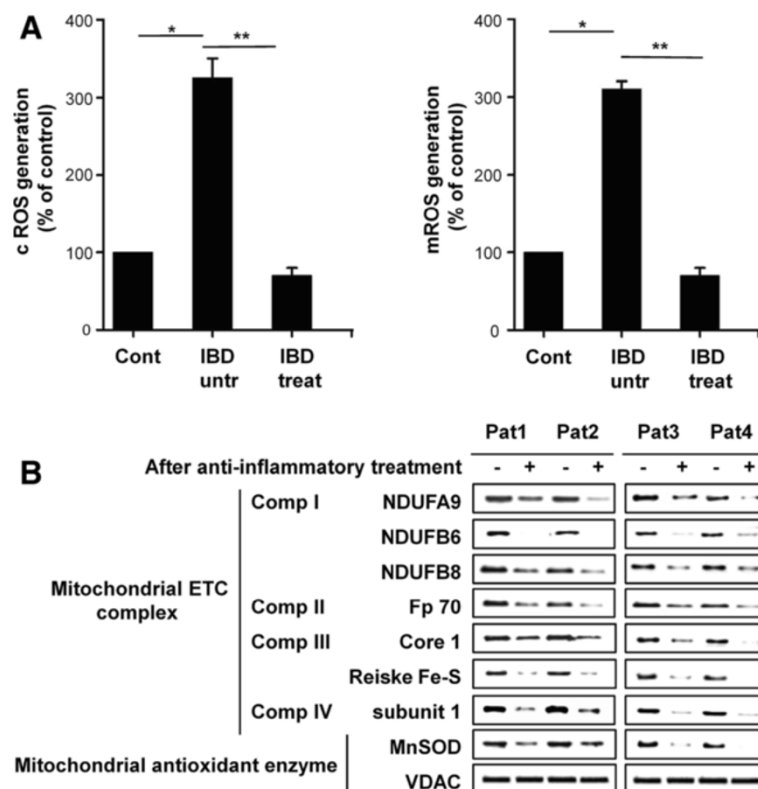 A
400
300
200
100
0
c ROS generation
(% of control)
*
**
Cont
IBD
untr
IBD
treat
400
300
200
100
0
mROS generation
(% of control)
*
**
Cont
IBD
untr
IBD
treat
B
Pat1 Pat2 Pat3 Pat4
After anti-inflammatory treatment - + - + - + - +
Mitochondrial ETC
complex
Comp I NDUFA9
NDUFB6
NDUFB8
Comp II Fp 70
Comp III Core 1
Reiske Fe-S
Comp IV subunit 1
Mitochondrial antioxidant enzyme
MnSOD
VDAC